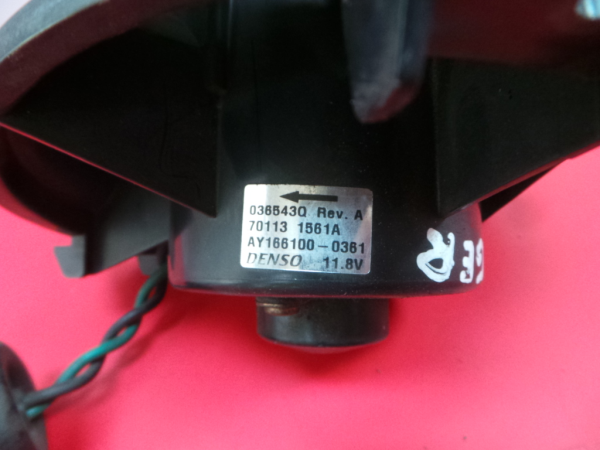 036543Q Rev. A
70113 1561A
AY166100-0361
DENSO 11.8V